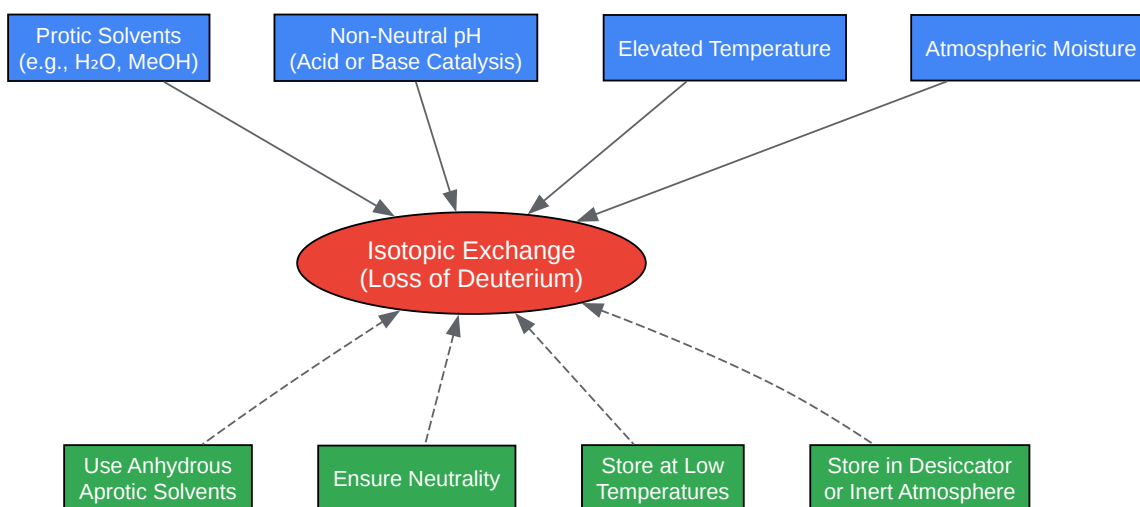 Protic Solvents
(e.g., H₂O, MeOH)
Non-Neutral pH
(Acid or Base Catalysis)
Elevated Temperature
Atmospheric Moisture
Isotopic Exchange
(Loss of Deuterium)
Use Anhydrous
Aprotic Solvents
Ensure Neutrality
Store at Low
Temperatures
Store in Desiccator
or Inert Atmosphere